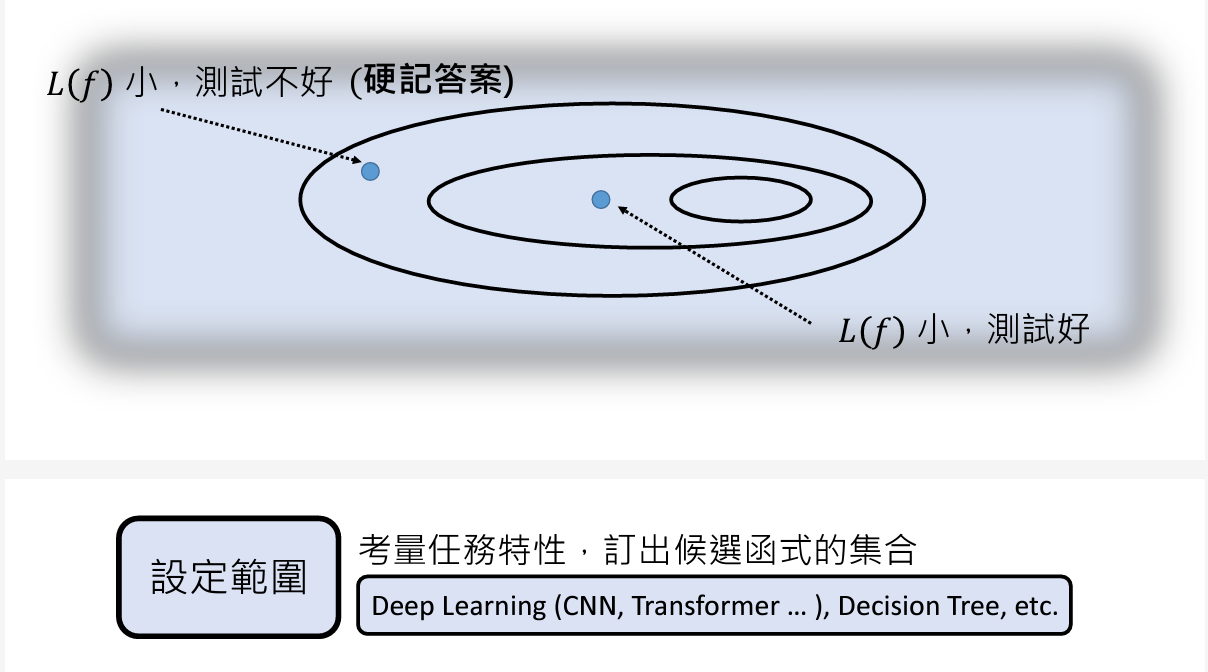 L(f) 小，測試不好 (硬記答案)
L(f) 小，測試好
設定範圍
考量任務特性，訂出候選函式的集合
Deep Learning (CNN, Transformer … ), Decision Tree, etc.